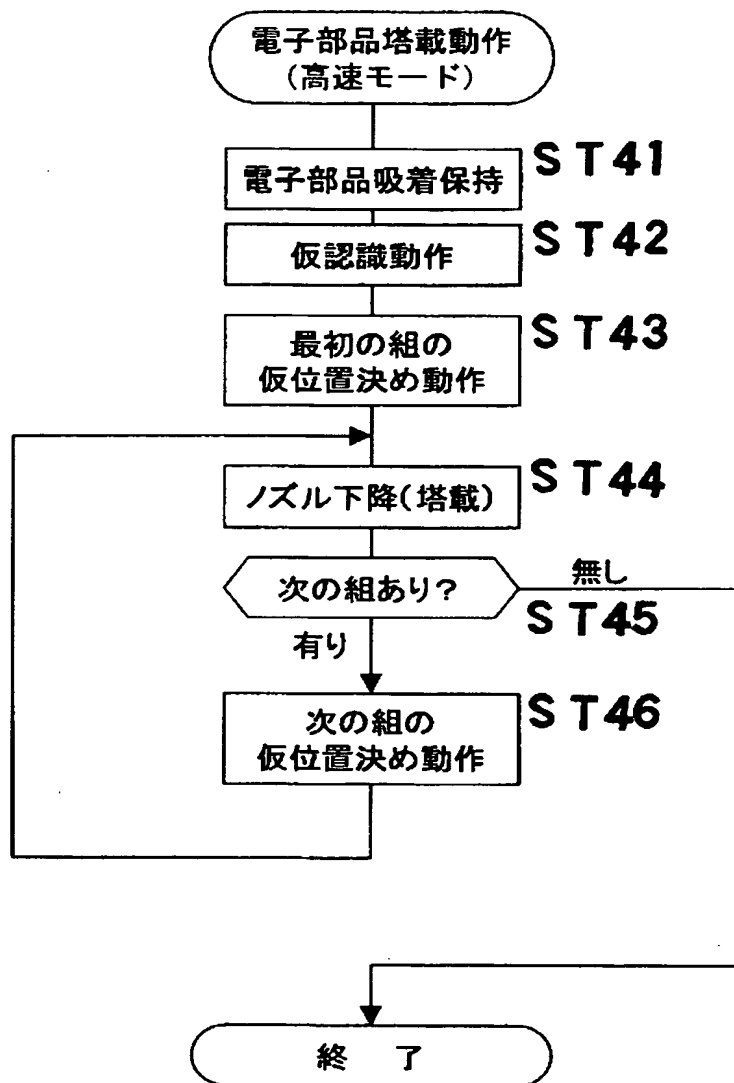 電子部品塔載動作
(高速モード)
電子部品吸着保持
ST41
仮認識動作
ST42
最初の組の
仮位置決め動作
ST43
ノズル下降(塔載)
ST44
次の組あり?
無し
ST45
有り
次の組の
仮位置決め動作
ST46
終 了